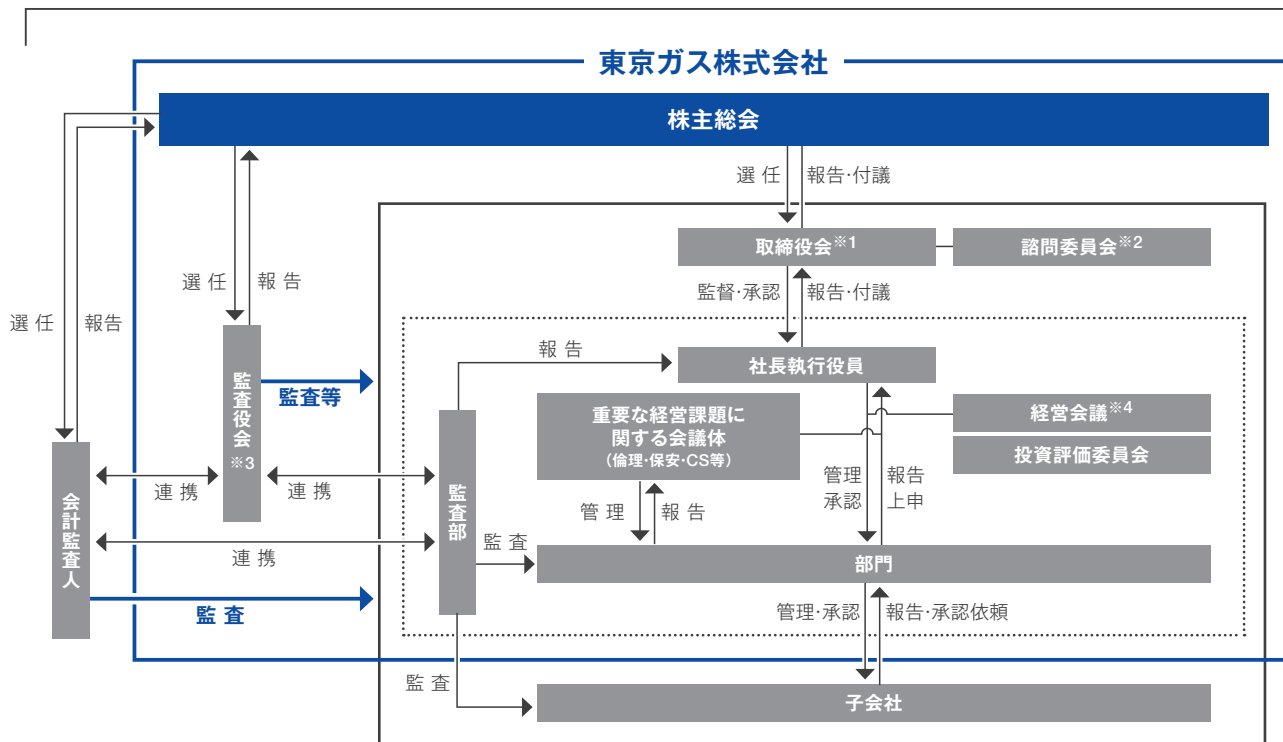 東京ガス株式会社
株主総会
選任
報告・付議
取締役会※1
諮問委員会※2
選任
報告
監督・承認
報告・付議
選任
報告
報告
社長執行役員
監査役会
※3
監査等
重要な経営課題に
関する会議体
(倫理・保安・CS等)
経営会議※4
投資評価委員会
連携
連携
管理
承認
報告
上申
会計監査人
監査部
管理
報告
連携
監査
部門
監査
管理・承認
報告・承認依頼
監査
子会社